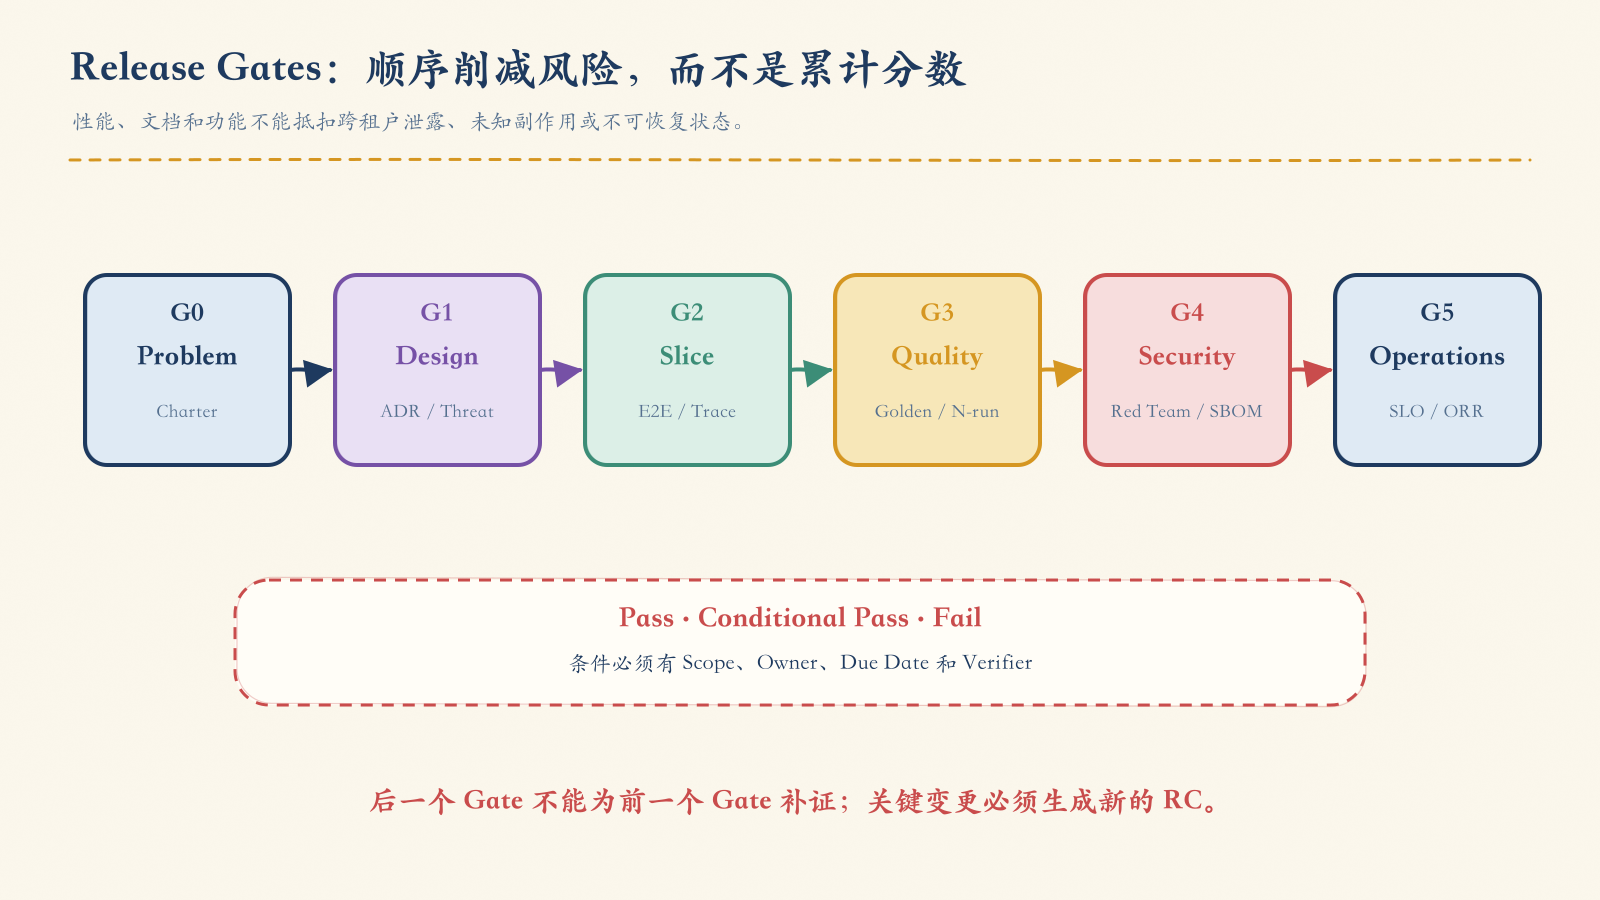 Release Gates：顺序削减风险，而不是累计分数
性能、文档和功能不能抵扣跨租户泄露、未知副作用或不可恢复状态。
G0
Problem
Charter
G1
Design
ADR / Threat
G2
Slice
E2E / Trace
G3
Quality
Golden / N-run
G4
Security
Red Team / SBOM
G5
Operations
SLO / ORR
Pass · Conditional Pass · Fail
条件必须有 Scope、Owner、Due Date 和 Verifier
后一个 Gate 不能为前一个 Gate 补证；关键变更必须生成新的 RC。